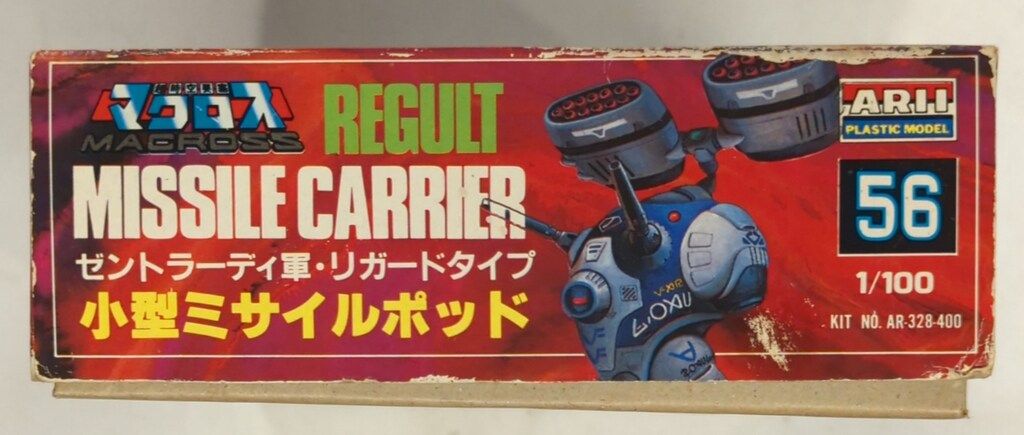 超時空要塞
マクロス
MACROSS
REGULT
MISSILE CARRIER
ゼントラーディ軍・リガードタイプ
小型ミサイルポッド
ARII
PLASTIC MODEL
56
1/100
KIT NO. AR-328-400